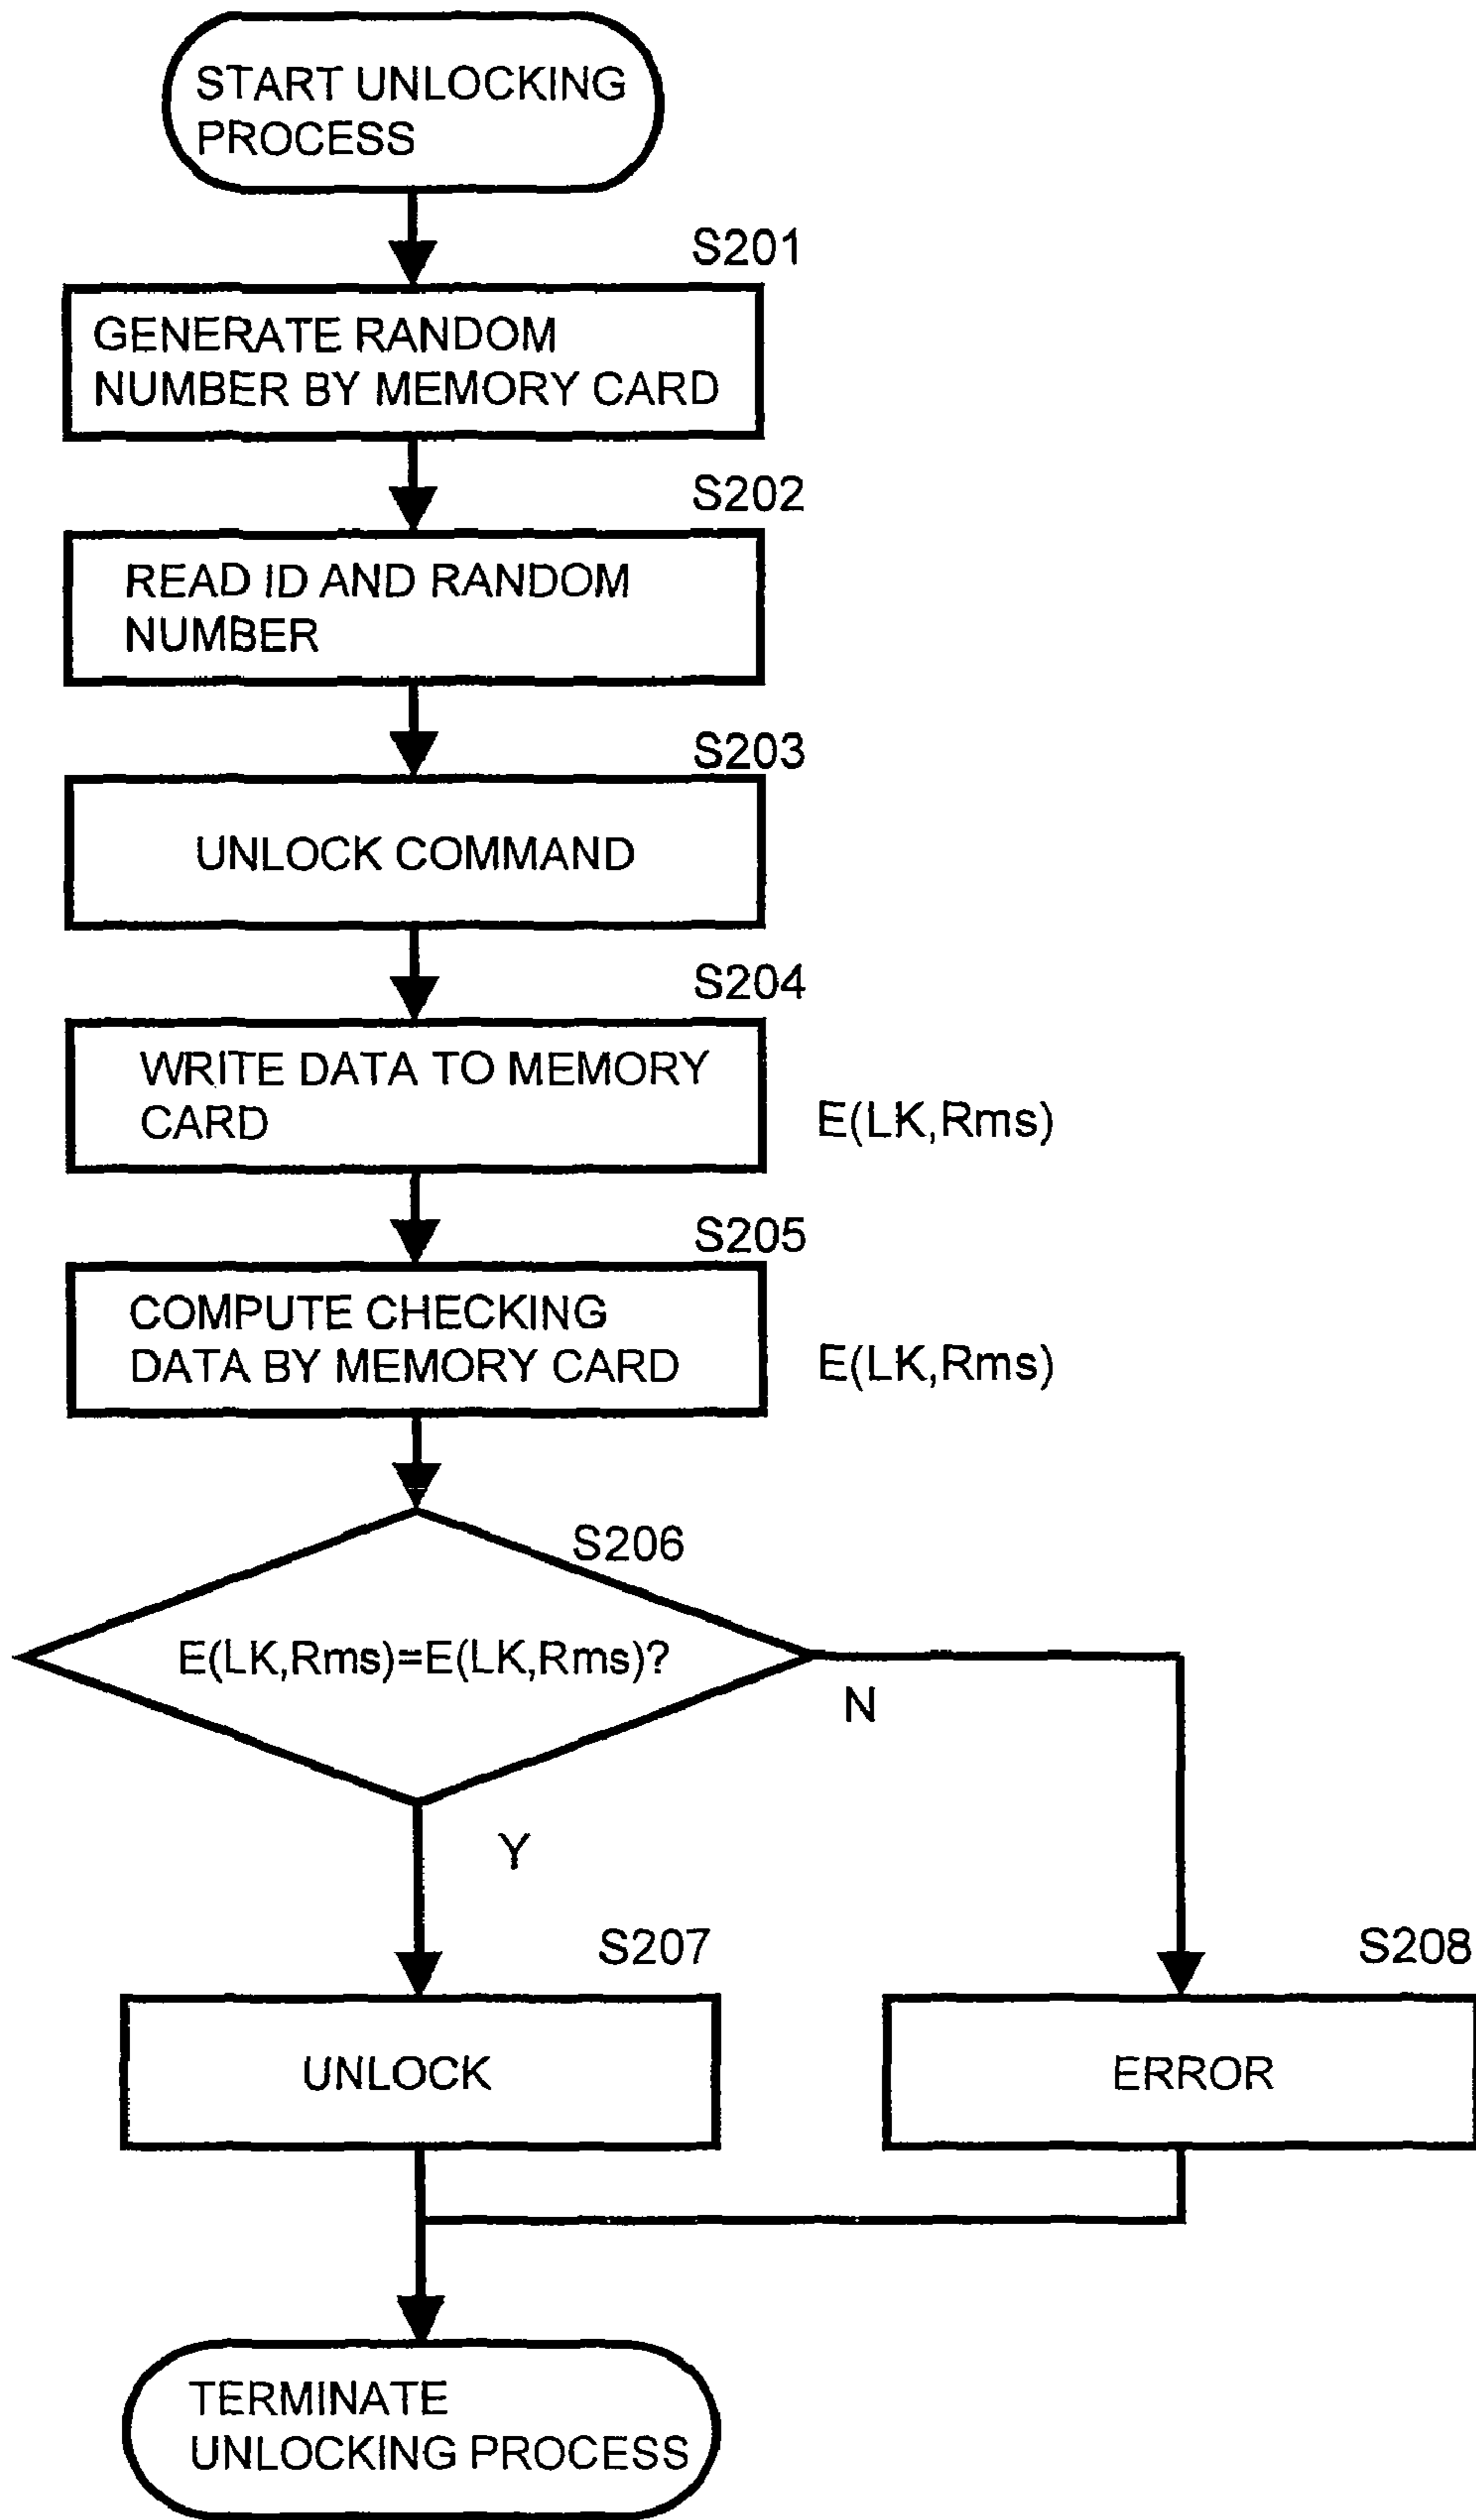 START UNLOCKING
PROCESS
S201
GENERATE RANDOM
NUMBER BY MEMORY CARD
S202
READ ID AND RANDOM
NUMBER
S203
UNLOCK COMMAND
S204
WRITE DATA TO MEMORY
CARD
E(LK,Rms)
S205
COMPUTE CHECKING
DATA BY MEMORY CARD
E(LK,Rms)
S206
E(LK,Rms)=E(LK,Rms)?
N
Y
S207
S208
UNLOCK
ERROR
TERMINATE
UNLOCKING PROCESS